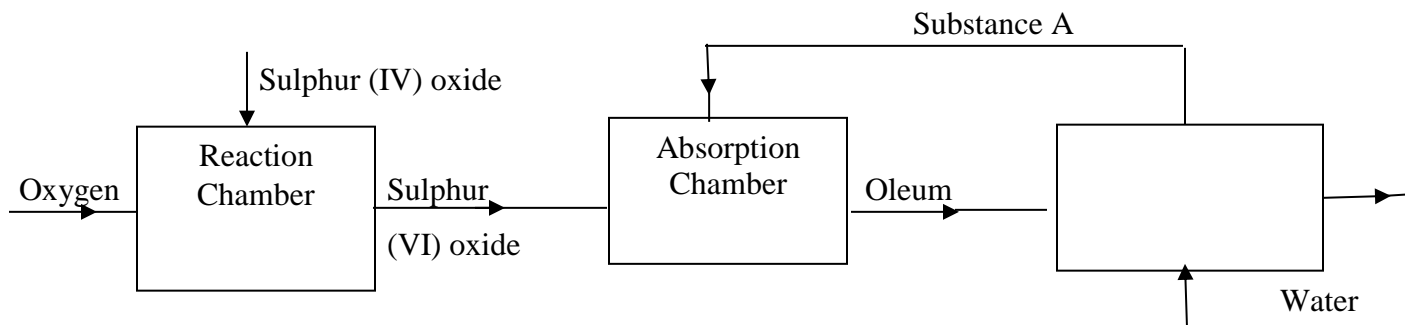 Substance A
Sulphur (IV) oxide
Reaction
Chamber
Absorption
Chamber
Oxygen
Sulphur
(VI) oxide
Oleum
Water